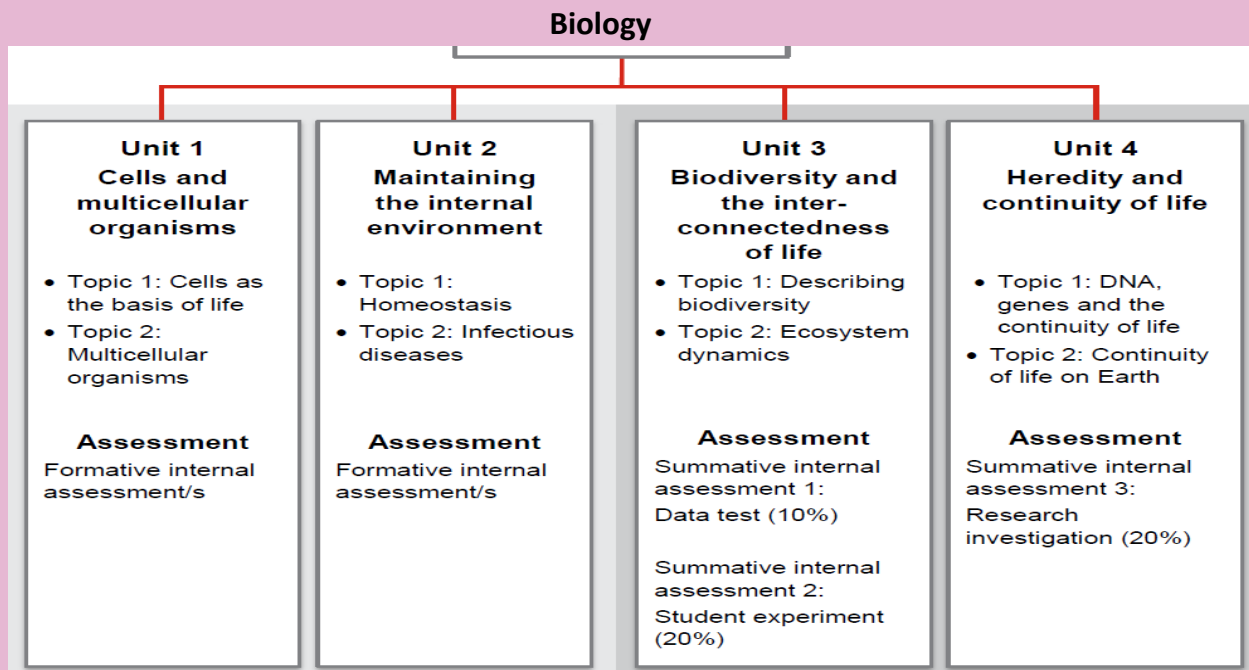 Biology
Unit 1
Cells and
multicellular
organisms
• Topic 1: Cells as
the basis of life
• Topic 2:
Multicellular
organisms
Assessment
Formative internal
assessment/s
Unit 2
Maintaining
the internal
environment
• Topic 1:
Homeostasis
• Topic 2: Infectious
diseases
Assessment
Formative internal
assessment/s
Unit 3
Biodiversity and
the inter-
connectedness
of life
• Topic 1: Describing
biodiversity
• Topic 2: Ecosystem
dynamics
Assessment
Summative internal
assessment 1:
Data test (10%)
Summative internal
assessment 2:
Student experiment
(20%)
Unit 4
Heredity and
continuity of life
• Topic 1: DNA,
genes and the
continuity of life
• Topic 2: Continuity
of life on Earth
Assessment
Summative internal
assessment 3:
Research
investigation (20%)